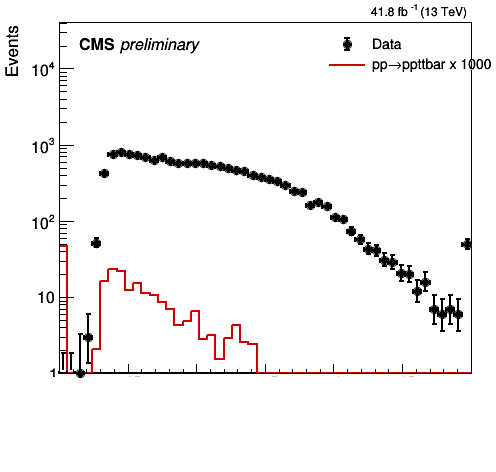 41.8 fb⁻¹ (13 TeV)
Events
CMS preliminary
Data
pp→ppttbar x 1000
10⁴
10³
10²
10
1